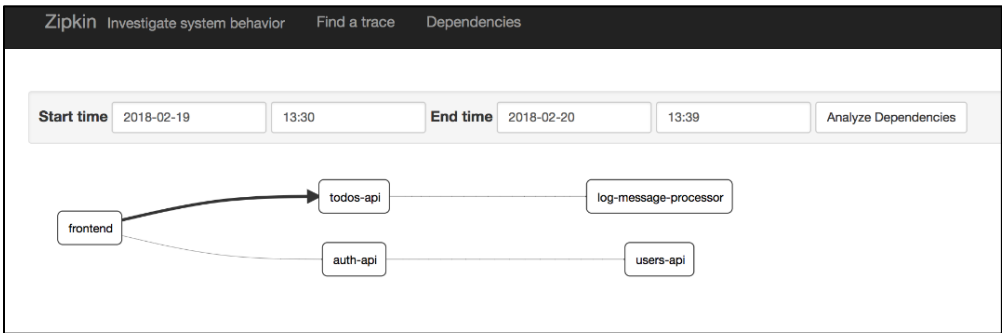 Zipkin Investigate system behavior Find a trace Dependencies
Start time 2018-02-19 13:30 End time 2018-02-20 13:39 Analyze Dependencies
todos-api log-message-processor
frontend
auth-api users-api